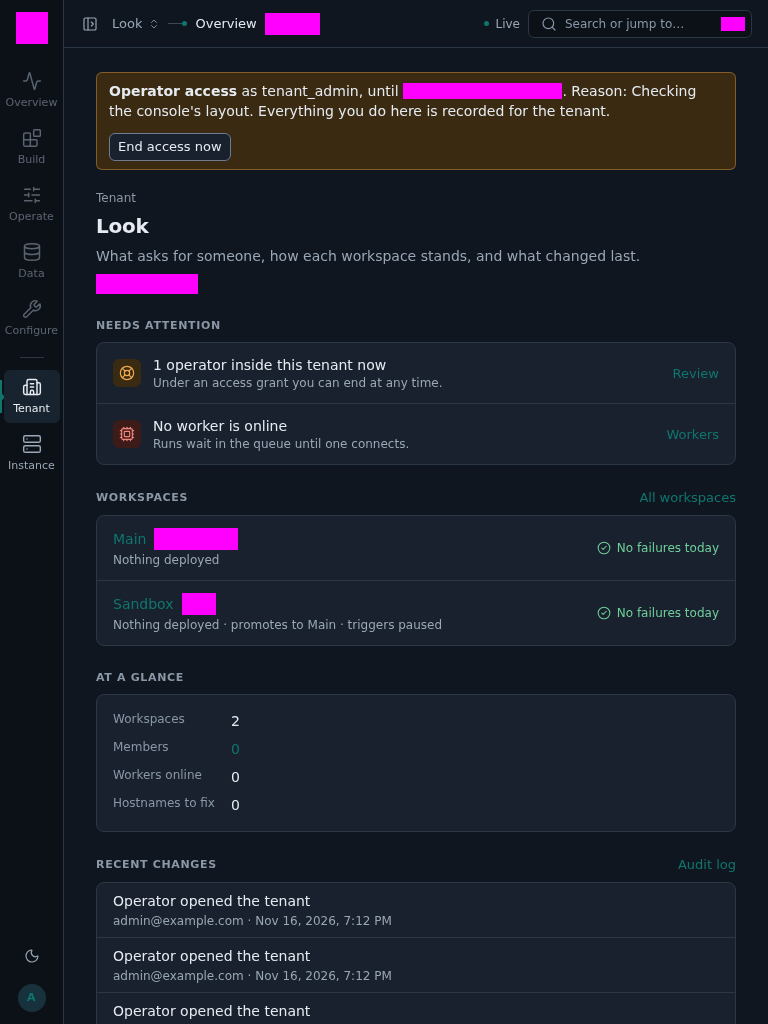 Look
Overview
Live
Search or jump to…
Overview
Build
Operate
Data
Configure
Tenant
Instance
A
Operator access as tenant_admin, until . Reason: Checking
the console's layout. Everything you do here is recorded for the tenant.
End access now
Tenant
Look
What asks for someone, how each workspace stands, and what changed last.
NEEDS ATTENTION
1 operator inside this tenant now
Under an access grant you can end at any time.
Review
No worker is online
Runs wait in the queue until one connects.
Workers
WORKSPACES
All workspaces
Main
Nothing deployed
No failures today
Sandbox
Nothing deployed · promotes to Main · triggers paused
No failures today
AT A GLANCE
Workspaces 2
Members 0
Workers online 0
Hostnames to fix 0
RECENT CHANGES
Audit log
Operator opened the tenant
admin@example.com · Nov 16, 2026, 7:12 PM
Operator opened the tenant
admin@example.com · Nov 16, 2026, 7:12 PM
Operator opened the tenant